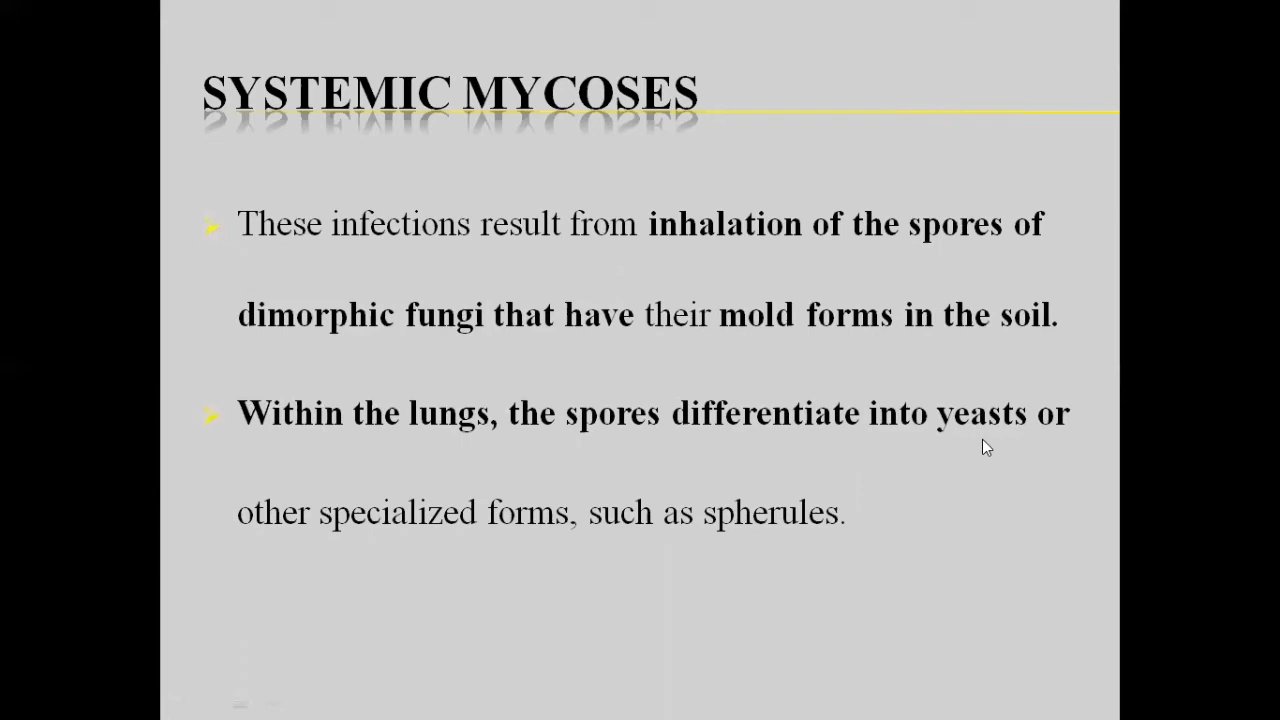 SYSTEMIC MYCOSES
These infections result from inhalation of the spores of
dimorphic fungi that have their mold forms in the soil.
Within the lungs, the spores differentiate into yeasts or
other specialized forms, such as spherules.